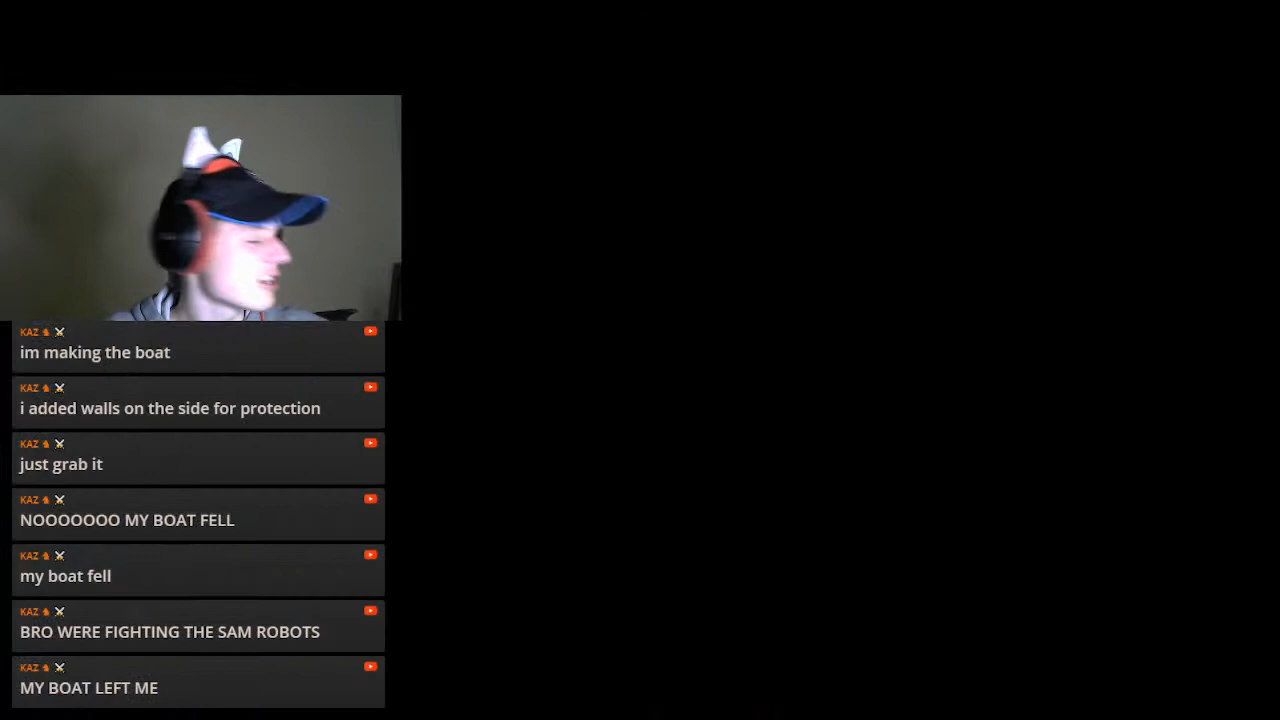 KAZ
im making the boat
KAZ
i added walls on the side for protection
KAZ
just grab it
KAZ
NOOOOOOO MY BOAT FELL
KAZ
my boat fell
KAZ
BRO WERE FIGHTING THE SAM ROBOTS
KAZ
MY BOAT LEFT ME